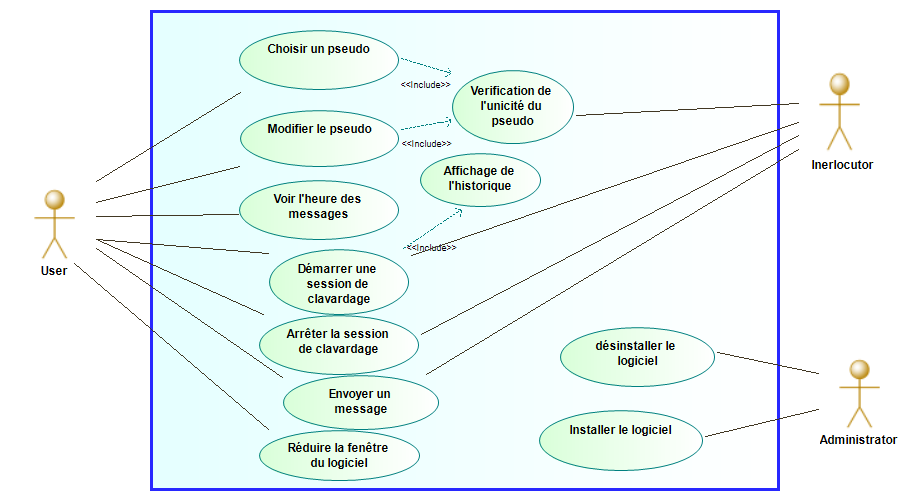 Choisir un pseudo
<<Include>>
Verification de
l'unicité du
pseudo
Modifier le pseudo
<<Include>>
Affichage de
l'historique
Voir l'heure des
messages
<<Include>>
Démarrer une
session de
clavardage
Arrêter la session
de clavardage
Envoyer un
message
Réduire la fenêtre
du logiciel
désinstaller le
logiciel
Installer le logiciel
User
Inerlocutor
Administrator